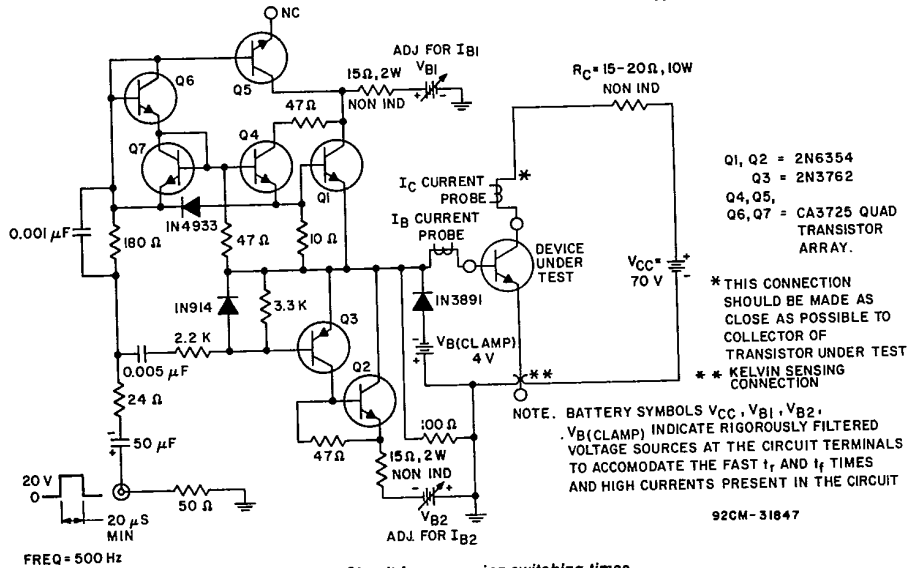 NC
Q6
Q5
ADJ FOR IB1
15Ω, 2W
VB1
+ -
NON IND
RC = 15-20Ω, 10W
NON IND
47Ω
Q7
Q4
Q1
IC CURRENT
PROBE
*
Q1, Q2 = 2N6354
Q3 = 2N3762
Q4, Q5,
Q6, Q7 = CA3725 QUAD
TRANSISTOR
ARRAY.
IN4933
IB CURRENT
PROBE
0.001 μF
180 Ω
47 Ω
10 Ω
DEVICE
UNDER
TEST
VCC=
70 V
+
-
IN914
3.3 K
Q3
IN3891
* THIS CONNECTION
SHOULD BE MADE AS
CLOSE AS POSSIBLE TO
COLLECTOR OF
TRANSISTOR UNDER TEST
** KELVIN SENSING
CONNECTION
2.2 K
0.005 μF
Q2
-
+
VB(CLAMP)
4 V
**
24 Ω
-
+
50 μF
47Ω
100Ω
15Ω, 2W
NON IND
NOTE. BATTERY SYMBOLS VCC, VB1, VB2,
VB(CLAMP) INDICATE RIGOROUSLY FILTERED
VOLTAGE SOURCES AT THE CIRCUIT TERMINALS
TO ACCOMODATE THE FAST tr AND tf TIMES
AND HIGH CURRENTS PRESENT IN THE CIRCUIT
20 V
0
20 μS
MIN
50 Ω
- +
VB2
ADJ. FOR IB2
92CM-31847
FREQ = 500 Hz